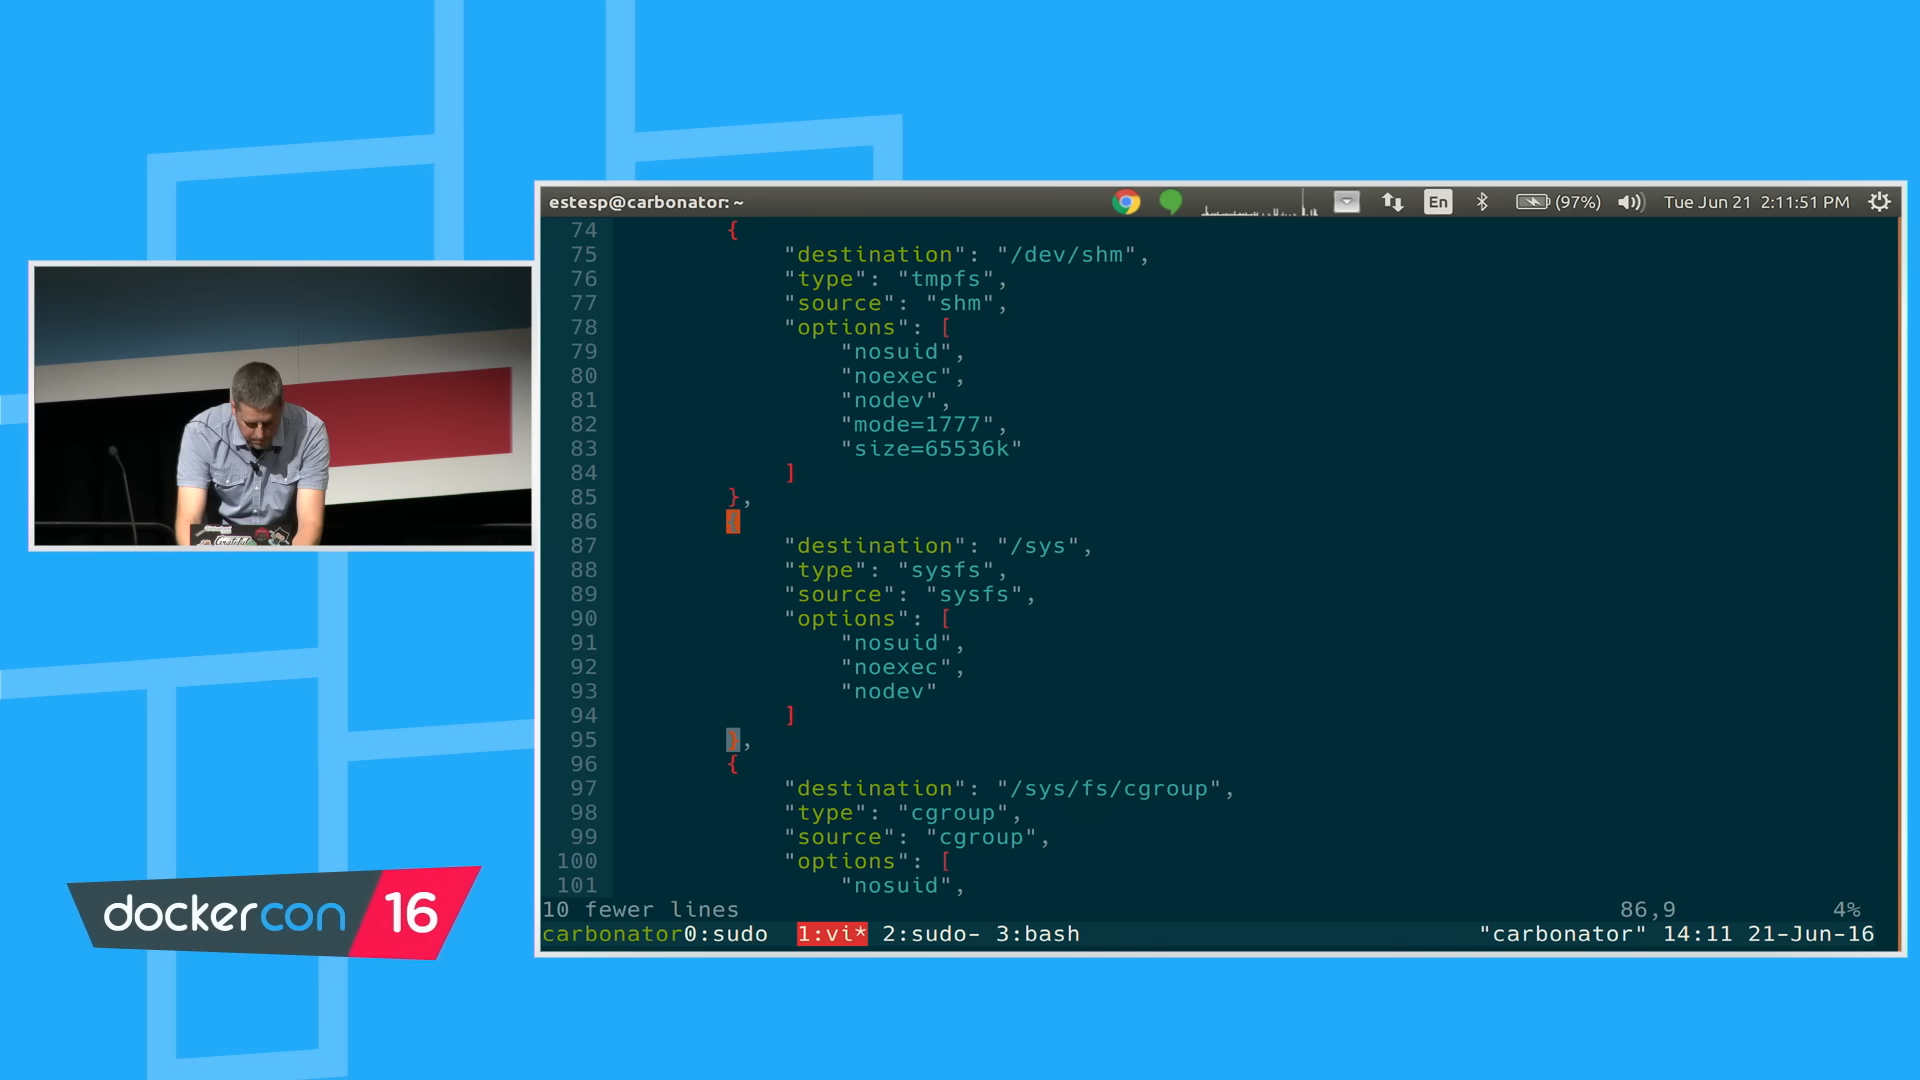 estesp@carbonator: ~
En
(97%)
Tue Jun 21 2:11:51 PM
74 {
75 "destination": "/dev/shm",
76 "type": "tmpfs",
77 "source": "shm",
78 "options": [
79 "nosuid",
80 "noexec",
81 "nodev",
82 "mode=1777",
83 "size=65536k"
84 ]
85 },
86 {
87 "destination": "/sys",
88 "type": "sysfs",
89 "source": "sysfs",
90 "options": [
91 "nosuid",
92 "noexec",
93 "nodev"
94 ]
95 },
96 {
97 "destination": "/sys/fs/cgroup",
98 "type": "cgroup",
99 "source": "cgroup",
100 "options": [
101 "nosuid",
10 fewer lines 86,9 4%
carbonator0:sudo 1:vi* 2:sudo- 3:bash "carbonator" 14:11 21-Jun-16
dockercon 16